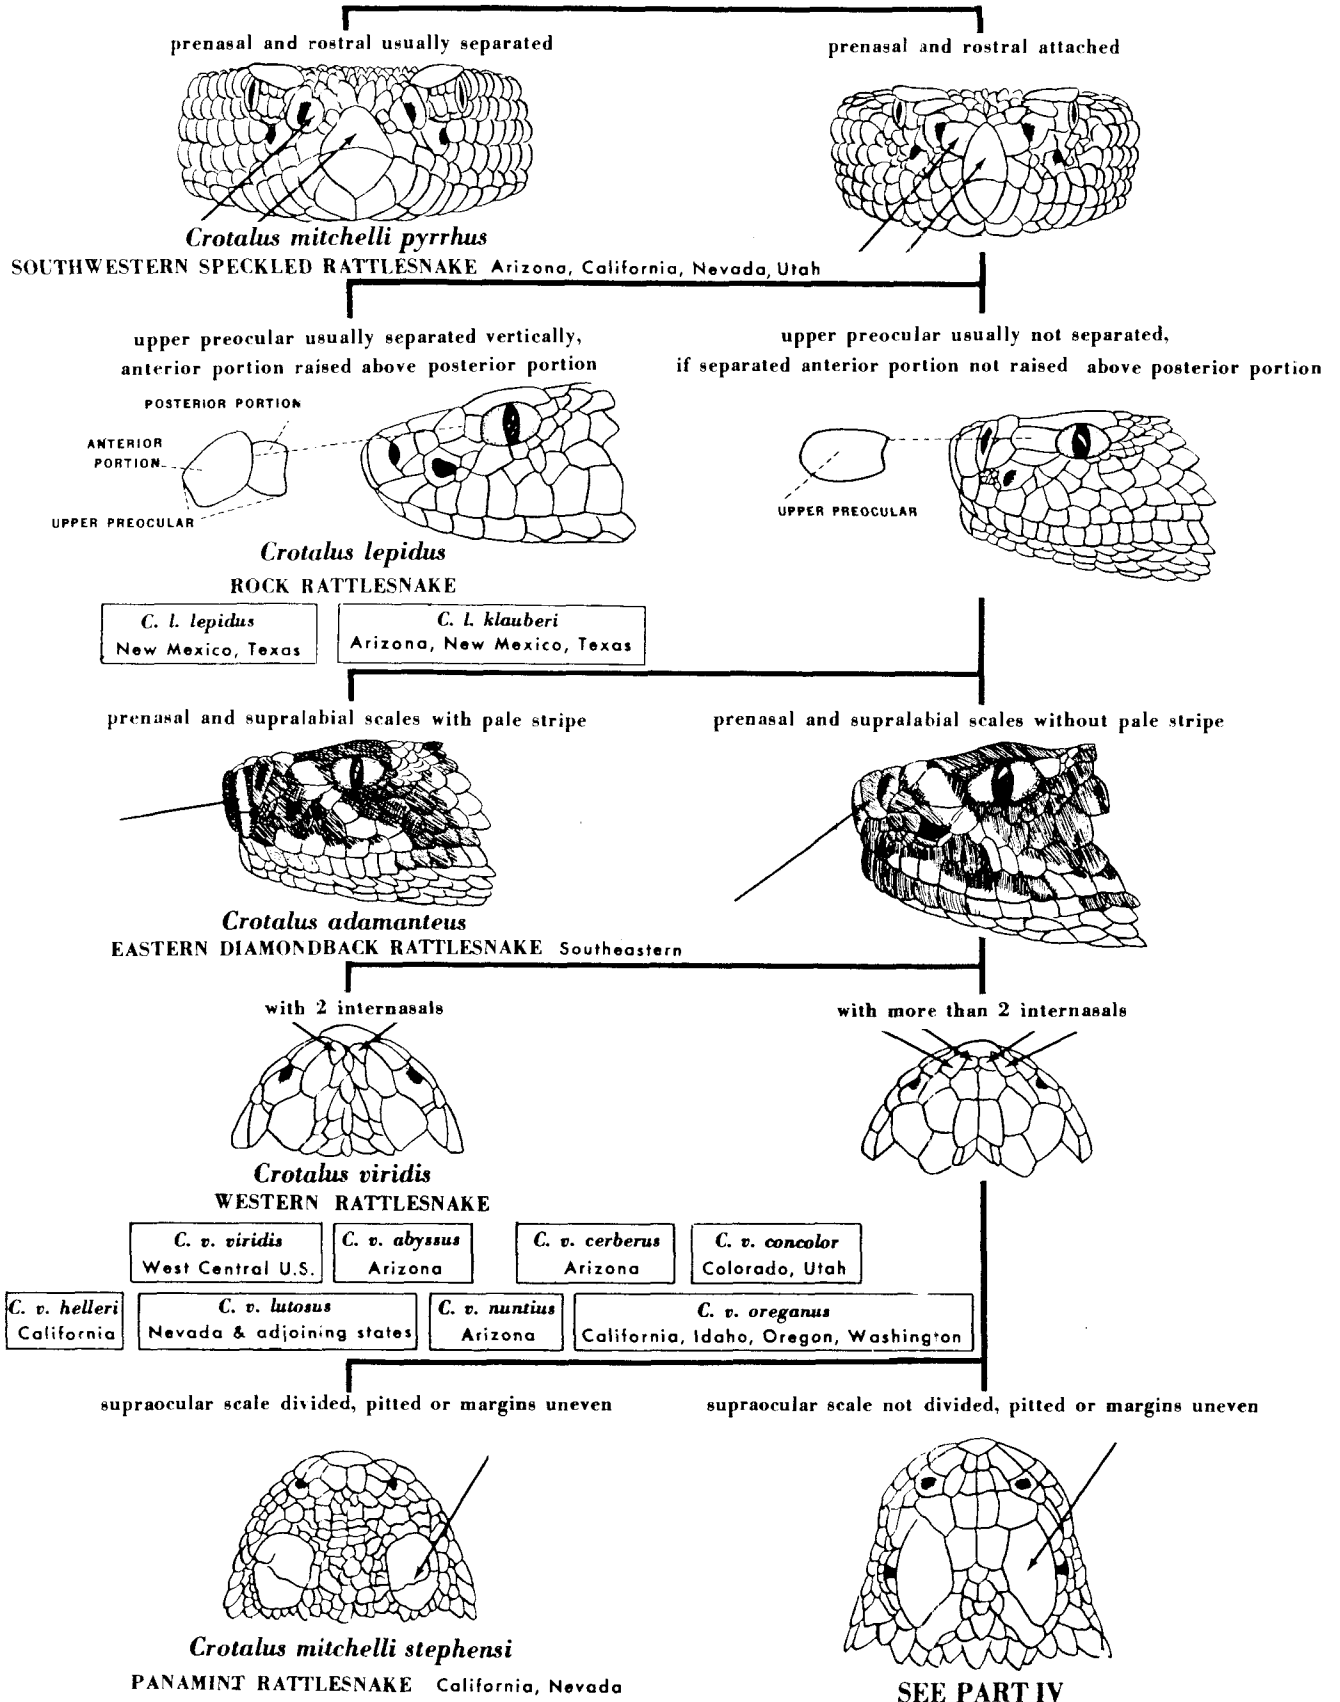 prenasal and rostral usually separated
prenasal and rostral attached
Crotalus mitchelli pyrrhus
SOUTHWESTERN SPECKLED RATTLESNAKE Arizona, California, Nevada, Utah
upper preocular usually separated vertically,
anterior portion raised above posterior portion
upper preocular usually not separated,
if separated anterior portion not raised above posterior portion
POSTERIOR PORTION
ANTERIOR
PORTION
UPPER PREOCULAR
UPPER PREOCULAR
Crotalus lepidus
ROCK RATTLESNAKE
C. l. lepidus
New Mexico, Texas
C. l. klauberi
Arizona, New Mexico, Texas
prenasal and supralabial scales with pale stripe
prenasal and supralabial scales without pale stripe
Crotalus adamanteus
EASTERN DIAMONDBACK RATTLESNAKE Southeastern
with 2 internasals
with more than 2 internasals
Crotalus viridis
WESTERN RATTLESNAKE
C. v. viridis
West Central U.S.
C. v. abyssus
Arizona
C. v. cerberus
Arizona
C. v. concolor
Colorado, Utah
C. v. helleri
California
C. v. lutosus
Nevada & adjoining states
C. v. nuntius
Arizona
C. v. oreganus
California, Idaho, Oregon, Washington
supraocular scale divided, pitted or margins uneven
supraocular scale not divided, pitted or margins uneven
Crotalus mitchelli stephensi
PANAMINT RATTLESNAKE California, Nevada
SEE PART IV